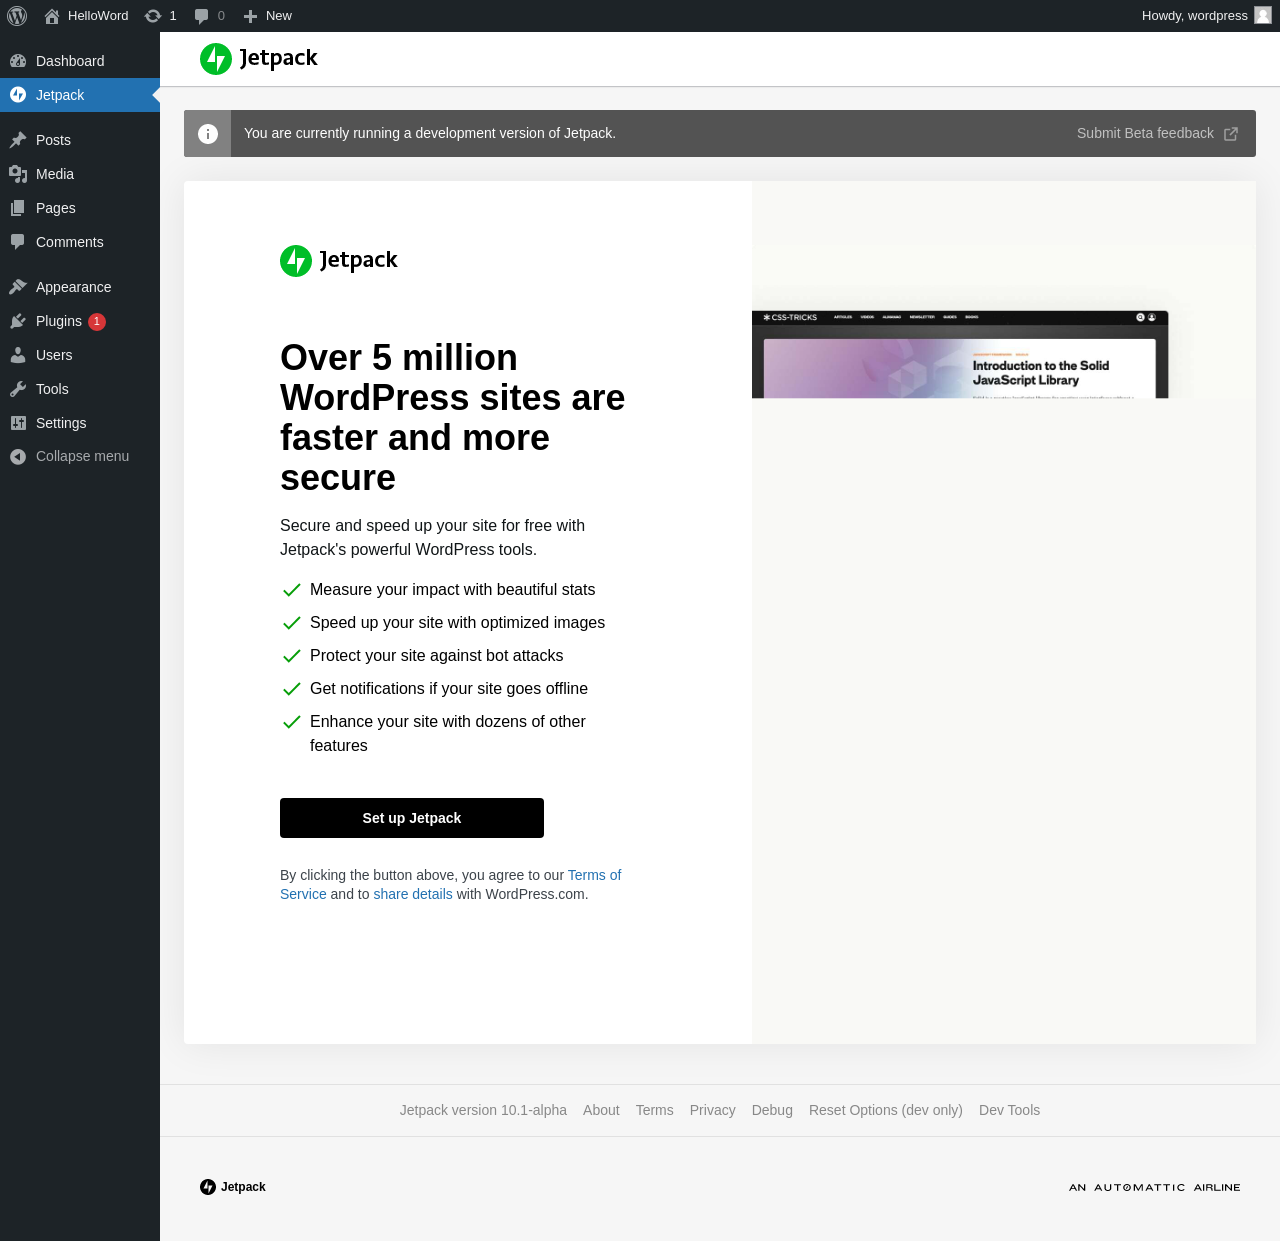 HelloWord 1 0 New Howdy, wordpress
Dashboard
Jetpack
Posts
Media
Pages
Comments
Appearance
Plugins 1
Users
Tools
Settings
Collapse menu
Jetpack
You are currently running a development version of Jetpack. Submit Beta feedback
Jetpack
Over 5 million
WordPress sites are
faster and more
secure
Secure and speed up your site for free with
Jetpack's powerful WordPress tools.
Measure your impact with beautiful stats
Speed up your site with optimized images
Protect your site against bot attacks
Get notifications if your site goes offline
Enhance your site with dozens of other
features
Set up Jetpack
By clicking the button above, you agree to our Terms of
Service and to share details with WordPress.com.
CSS-TRICKS ARTICLES VIDEOS ALMANAC NEWSLETTER GUIDES BOOKS
Introduction to the Solid
JavaScript Library
Jetpack version 10.1-alpha About Terms Privacy Debug Reset Options (dev only) Dev Tools
Jetpack AN AUTOMATTIC AIRLINE